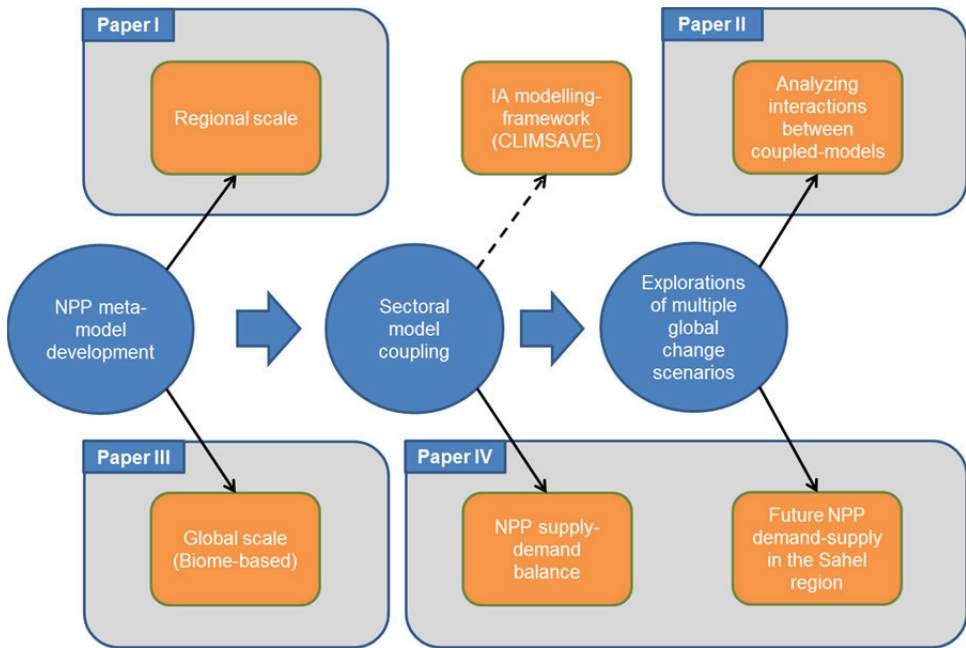 Paper I
Regional scale
IA modelling-
framework
(CLIMSAVE)
Paper II
Analyzing
interactions
between
coupled-models
NPP meta-
model
development
Sectoral
model
coupling
Explorations
of multiple
global
change
scenarios
Paper III
Global scale
(Biome-based)
Paper IV
NPP supply-
demand
balance
Future NPP
demand-supply
in the Sahel
region